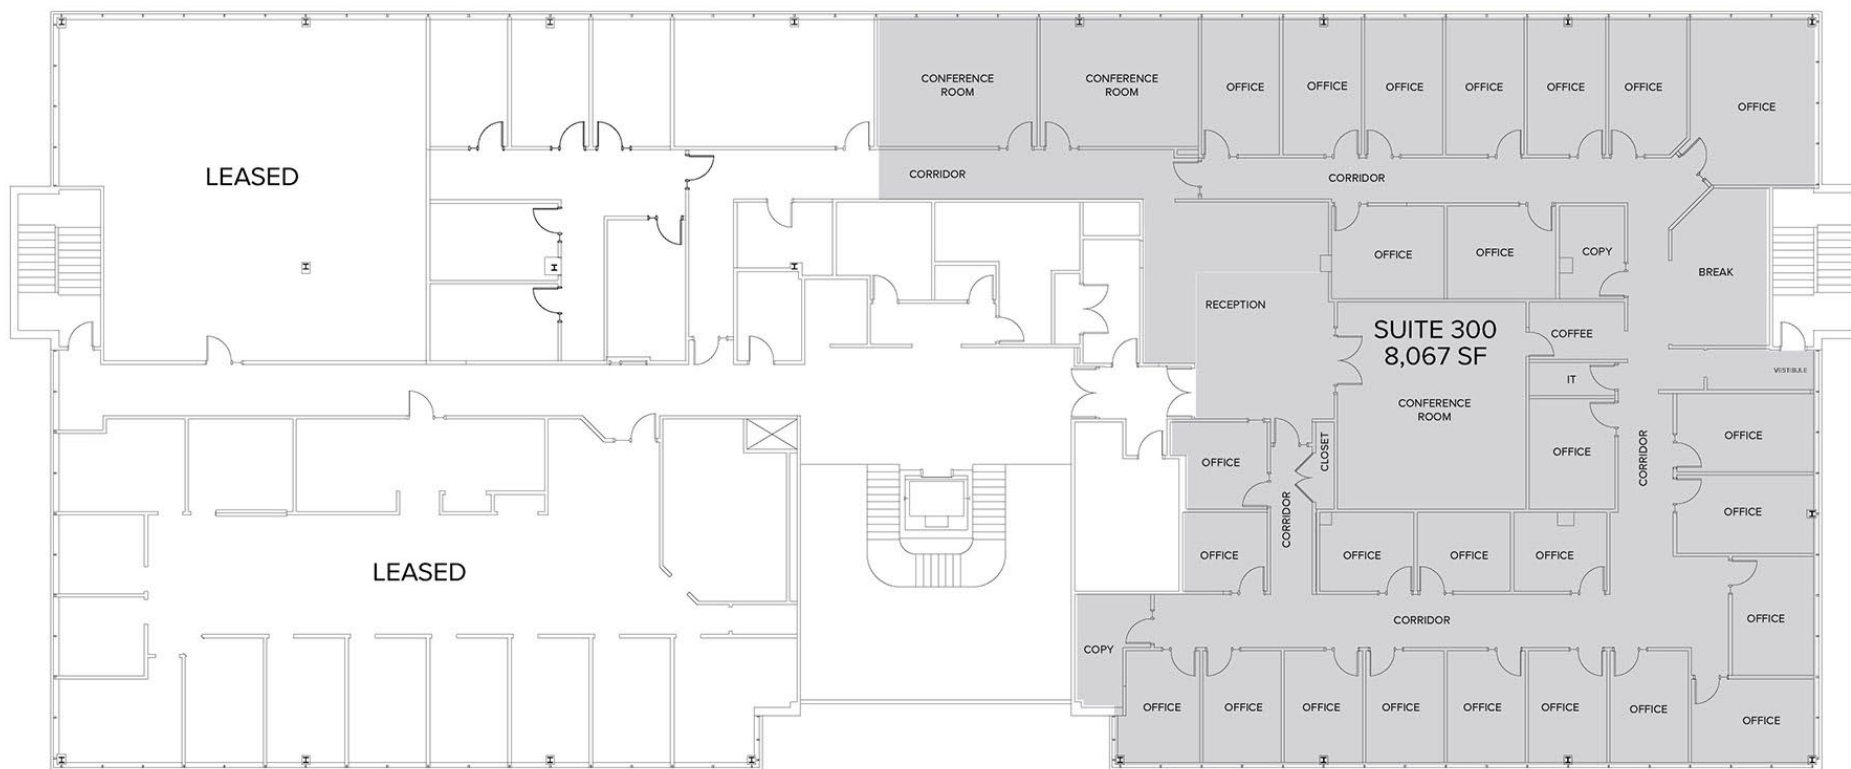 CONFERENCE
ROOM
CONFERENCE
ROOM
OFFICE
OFFICE
OFFICE
OFFICE
OFFICE
OFFICE
OFFICE
LEASED
CORRIDOR
CORRIDOR
OFFICE
OFFICE
COPY
BREAK
RECEPTION
SUITE 300
8,067 SF
COFFEE
VESTIBULE
IT
CONFERENCE
ROOM
OFFICE
OFFICE
CLOSET
OFFICE
CORRIDOR
OFFICE
CORRIDOR
OFFICE
OFFICE
OFFICE
OFFICE
LEASED
OFFICE
CORRIDOR
COPY
OFFICE
OFFICE
OFFICE
OFFICE
OFFICE
OFFICE
OFFICE
OFFICE